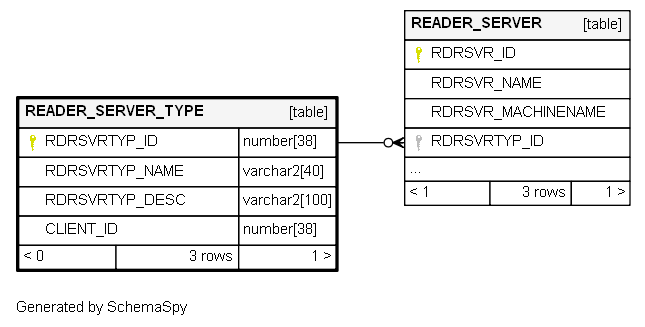 READER_SERVER [table]
RDRSVR_ID
RDRSVR_NAME
RDRSVR_MACHINENAME
RDRSVRTYP_ID
...
< 1 3 rows 1 >
READER_SERVER_TYPE [table]
RDRSVRTYP_ID number[38]
RDRSVRTYP_NAME varchar2[40]
RDRSVRTYP_DESC varchar2[100]
CLIENT_ID number[38]
< 0 3 rows 1 >
Generated by SchemaSpy